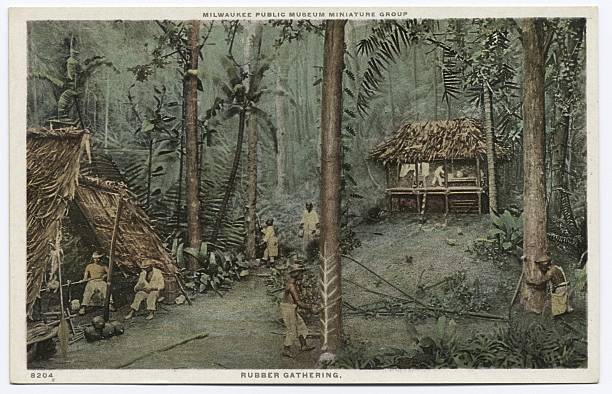 MILWAUKEE PUBLIC MUSEUM MINIATURE GROUP
8204
RUBBER GATHERING.